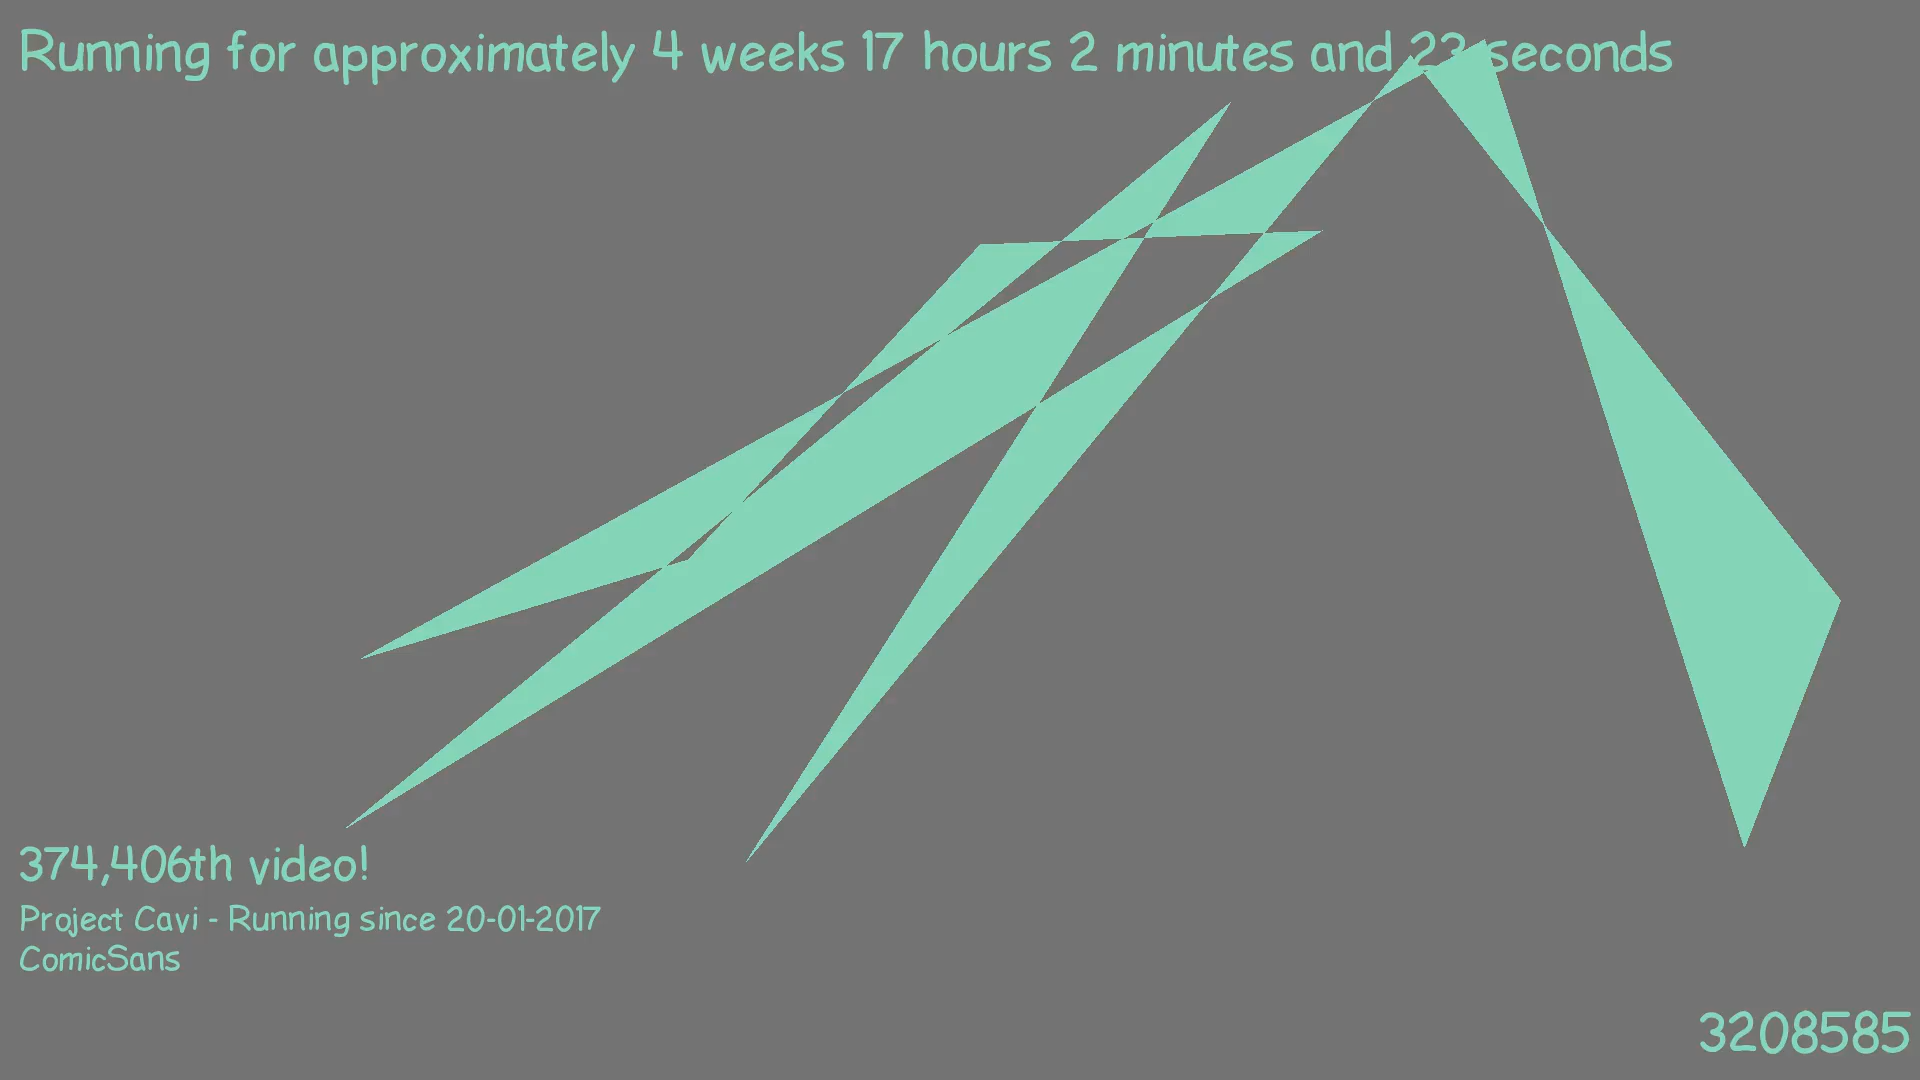 Running for approximately 4 weeks 17 hours 2 minutes and 23 seconds
374,406th video!
Project Cavi - Running since 20-01-2017
ComicSans
3208585